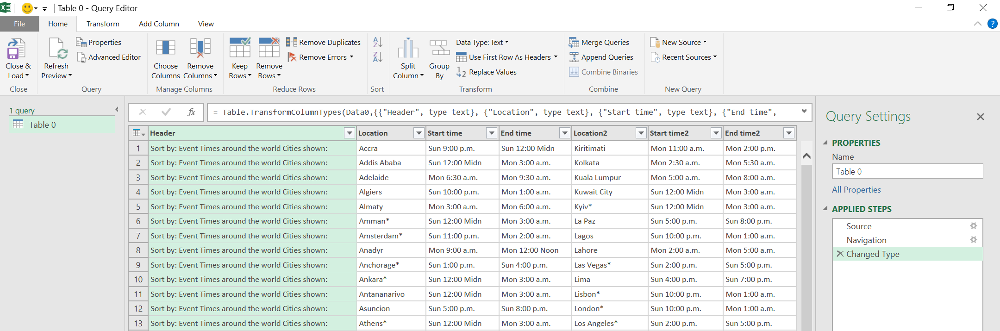 Table 0 - Query Editor
File Home Transform Add Column View
Close & Load
Refresh Preview
Properties
Advanced Editor
Choose Columns
Remove Columns
Keep Rows
Remove Rows
Remove Duplicates
Remove Errors
A Z
Z A
Split Column
Group By
Data Type: Text
Use First Row As Headers
1 2 Replace Values
Merge Queries
Append Queries
Combine Binaries
New Source
Recent Sources
Close Query Manage Columns Reduce Rows Sort Transform Combine New Query
1 query
Table 0
fx = Table.TransformColumnTypes(Data0,{{"Header", type text}, {"Location", type text}, {"Start time", type text}, {"End time",
Header Location Start time End time Location2 Start time2 End time2
1 Sort by: Event Times around the world Cities shown: Accra Sun 9:00 p.m. Sun 12:00 Midn Kiritimati Mon 11:00 a.m. Mon 2:00 p.m.
2 Sort by: Event Times around the world Cities shown: Addis Ababa Sun 12:00 Midn Mon 3:00 a.m. Kolkata Mon 2:30 a.m. Mon 5:30 a.m.
3 Sort by: Event Times around the world Cities shown: Adelaide Mon 6:30 a.m. Mon 9:30 a.m. Kuala Lumpur Mon 5:00 a.m. Mon 8:00 a.m.
4 Sort by: Event Times around the world Cities shown: Algiers Sun 10:00 p.m. Mon 1:00 a.m. Kuwait City Sun 12:00 Midn Mon 3:00 a.m.
5 Sort by: Event Times around the world Cities shown: Almaty Mon 3:00 a.m. Mon 6:00 a.m. Kyiv* Sun 12:00 Midn Mon 3:00 a.m.
6 Sort by: Event Times around the world Cities shown: Amman* Sun 12:00 Midn Mon 3:00 a.m. La Paz Sun 5:00 p.m. Sun 8:00 p.m.
7 Sort by: Event Times around the world Cities shown: Amsterdam* Sun 11:00 p.m. Mon 2:00 a.m. Lagos Sun 10:00 p.m. Mon 1:00 a.m.
8 Sort by: Event Times around the world Cities shown: Anadyr Mon 9:00 a.m. Mon 12:00 Noon Lahore Mon 2:00 a.m. Mon 5:00 a.m.
9 Sort by: Event Times around the world Cities shown: Anchorage* Sun 1:00 p.m. Sun 4:00 p.m. Las Vegas* Sun 2:00 p.m. Sun 5:00 p.m.
10 Sort by: Event Times around the world Cities shown: Ankara* Sun 12:00 Midn Mon 3:00 a.m. Lima Sun 4:00 p.m. Sun 7:00 p.m.
11 Sort by: Event Times around the world Cities shown: Antananarivo Sun 12:00 Midn Mon 3:00 a.m. Lisbon* Sun 10:00 p.m. Mon 1:00 a.m.
12 Sort by: Event Times around the world Cities shown: Asuncion Sun 5:00 p.m. Sun 8:00 p.m. London* Sun 10:00 p.m. Mon 1:00 a.m.
13 Sort by: Event Times around the world Cities shown: Athens* Sun 12:00 Midn Mon 3:00 a.m. Los Angeles* Sun 2:00 p.m. Sun 5:00 p.m.
Query Settings
PROPERTIES
Name
Table 0
All Properties
APPLIED STEPS
Source
Navigation
Changed Type